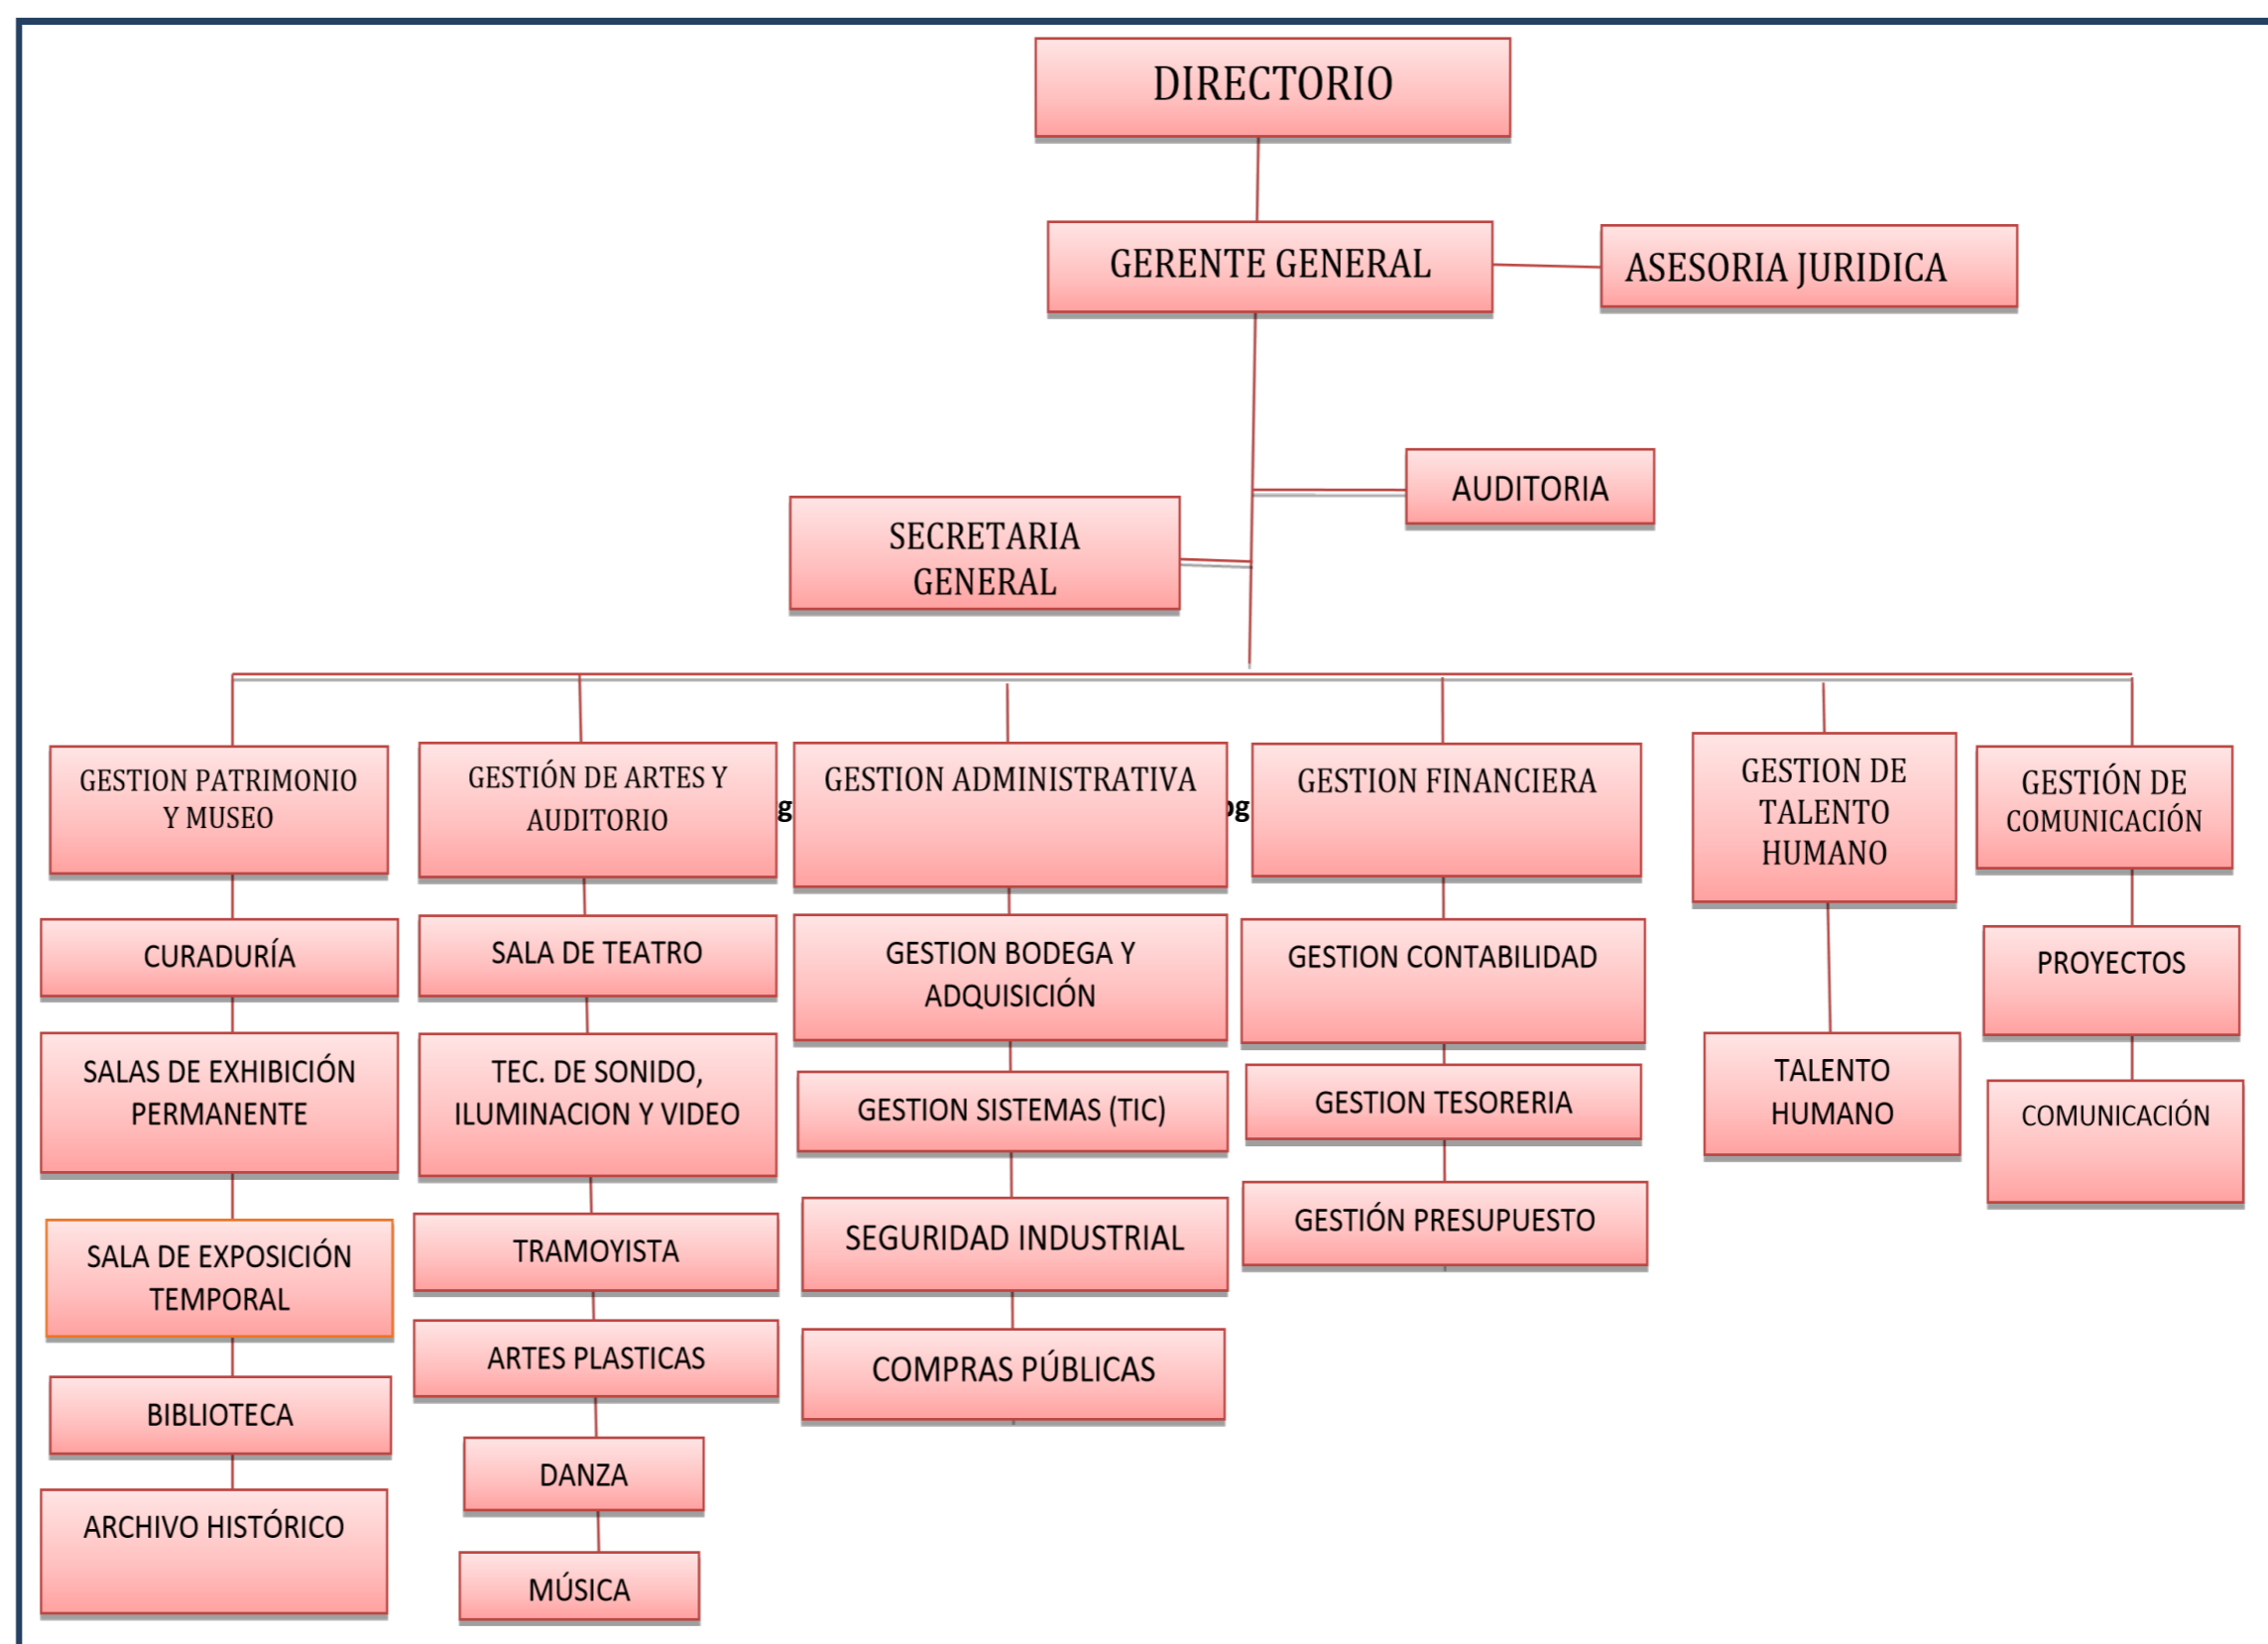 DIRECTORIO
GERENTE GENERAL
ASESORIA JURIDICA
AUDITORIA
SECRETARIA
GENERAL
GESTION PATRIMONIO
Y MUSEO
CURADURÍA
SALAS DE EXHIBICIÓN
PERMANENTE
SALA DE EXPOSICIÓN
TEMPORAL
BIBLIOTECA
ARCHIVO HISTÓRICO
GESTIÓN DE ARTES Y
AUDITORIO
SALA DE TEATRO
TEC. DE SONIDO,
ILUMINACION Y VIDEO
TRAMOYISTA
ARTES PLASTICAS
DANZA
MÚSICA
g
GESTION ADMINISTRATIVA
GESTION BODEGA Y
ADQUISICIÓN
GESTION SISTEMAS (TIC)
SEGURIDAD INDUSTRIAL
COMPRAS PÚBLICAS
GESTION FINANCIERA
GESTION CONTABILIDAD
GESTION TESORERIA
GESTIÓN PRESUPUESTO
GESTION DE
TALENTO
HUMANO
TALENTO
HUMANO
GESTIÓN DE
COMUNICACIÓN
PROYECTOS
COMUNICACIÓN